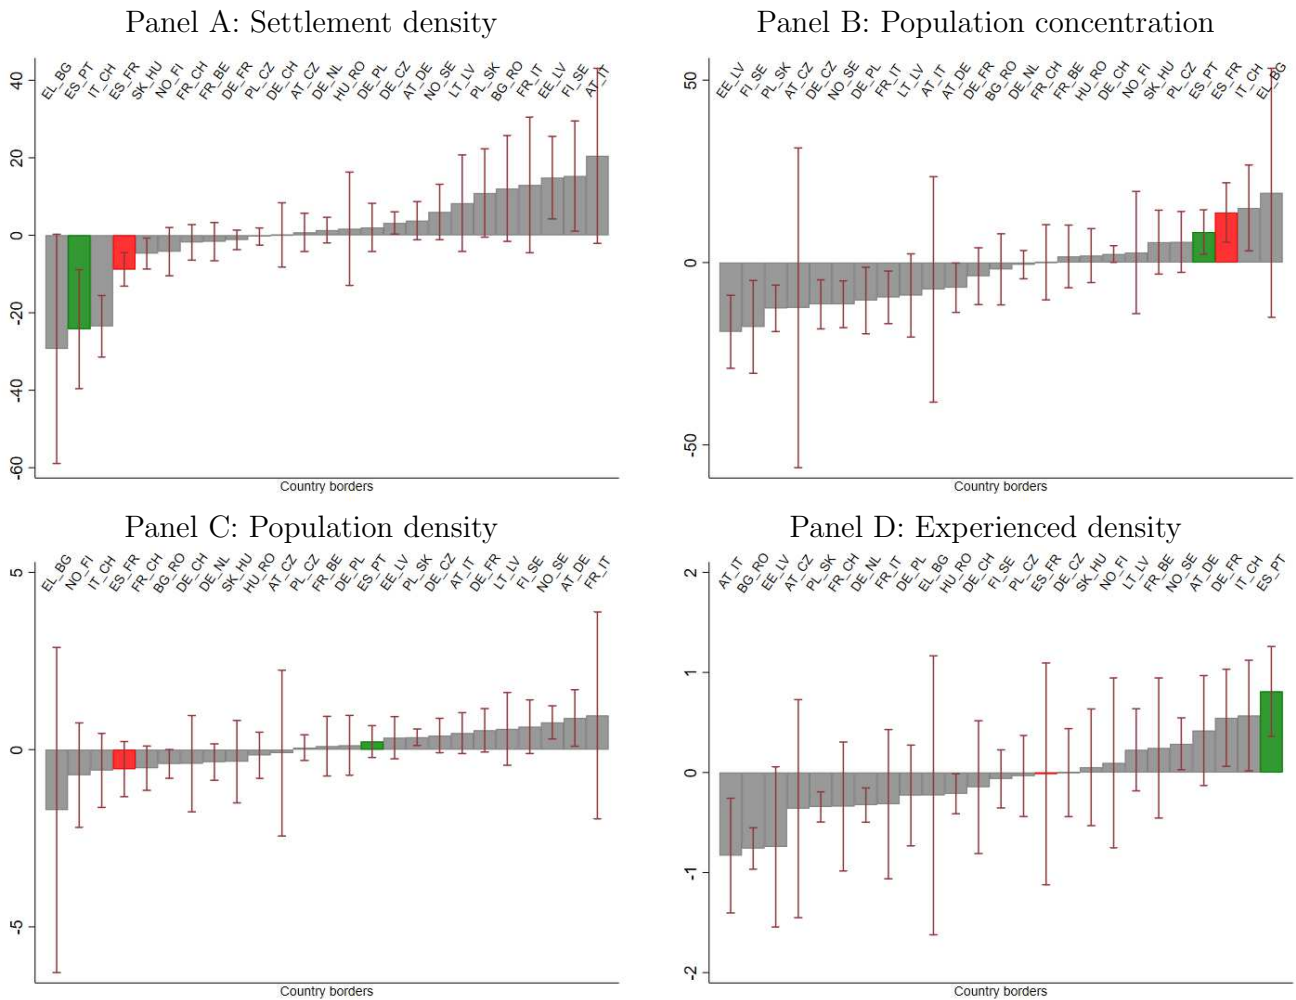 Panel A: Settlement density
EL_BG ES_PT IT_CH ES_FR SK_HU NO_FI FR_CH FR_BE DE_FR PL_CZ DE_CH AT_CZ DE_NL HU_RO DE_PL DE_CZ AT_DE NO_SE LT_LV PL_SK BG_RO FR_IT EE_LV FI_SE AT_IT
40
20
0
-20
-40
-60
Country borders
Panel B: Population concentration
EE_LV FI_SE PL_SK AT_CZ DE_CZ NO_SE DE_PL FR_IT LT_LV AT_IT AT_DE DE_FR BG_RO DE_NL FR_CH FR_BE HU_RO DE_CH NO_FI SK_HU PL_CZ ES_PT ES_FR IT_CH EL_BG
50
0
-50
Country borders
Panel C: Population density
EL_BG NO_FI IT_CH ES_FR FR_CH BG_RO DE_CH DE_NL SK_HU HU_RO AT_CZ PL_CZ FR_BE DE_PL ES_PT EE_LV PL_SK DE_CZ AT_IT DE_FR LT_LV FI_SE NO_SE AT_DE FR_IT
5
0
-5
Country borders
Panel D: Experienced density
AT_IT BG_RO EE_LV AT_CZ PL_SK FR_CH DE_NL FR_IT DE_PL EL_BG HU_RO DE_CH FI_SE PL_CZ ES_FR DE_CZ SK_HU NO_FI LT_LV FR_BE NO_SE AT_DE DE_FR IT_CH ES_PT
2
1
0
-1
-2
Country borders